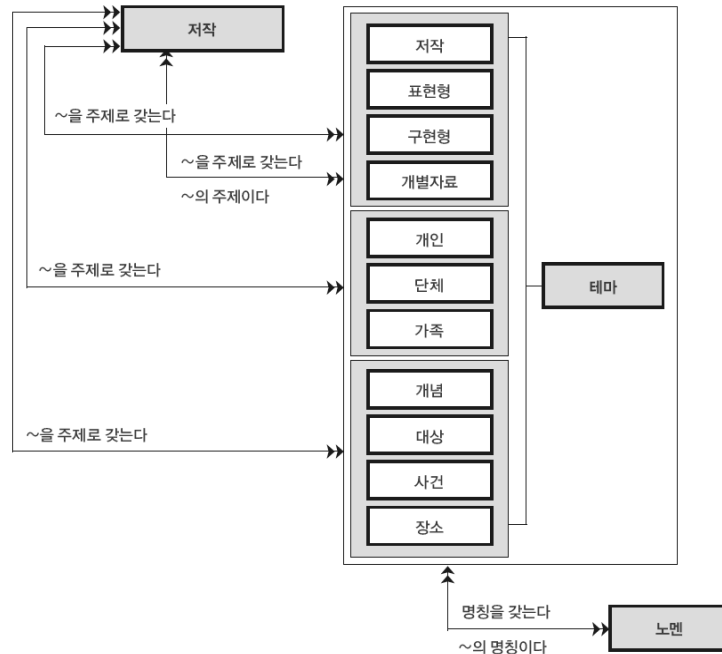 저작
저작
표현형
~을 주제로 갖는다
구현형
~을 주제로 갖는다
개별자료
~의 주제이다
개인
~을 주제로 갖는다
단체
테마
가족
개념
~을 주제로 갖는다
대상
사건
장소
명칭을 갖는다
노멘
~의 명칭이다